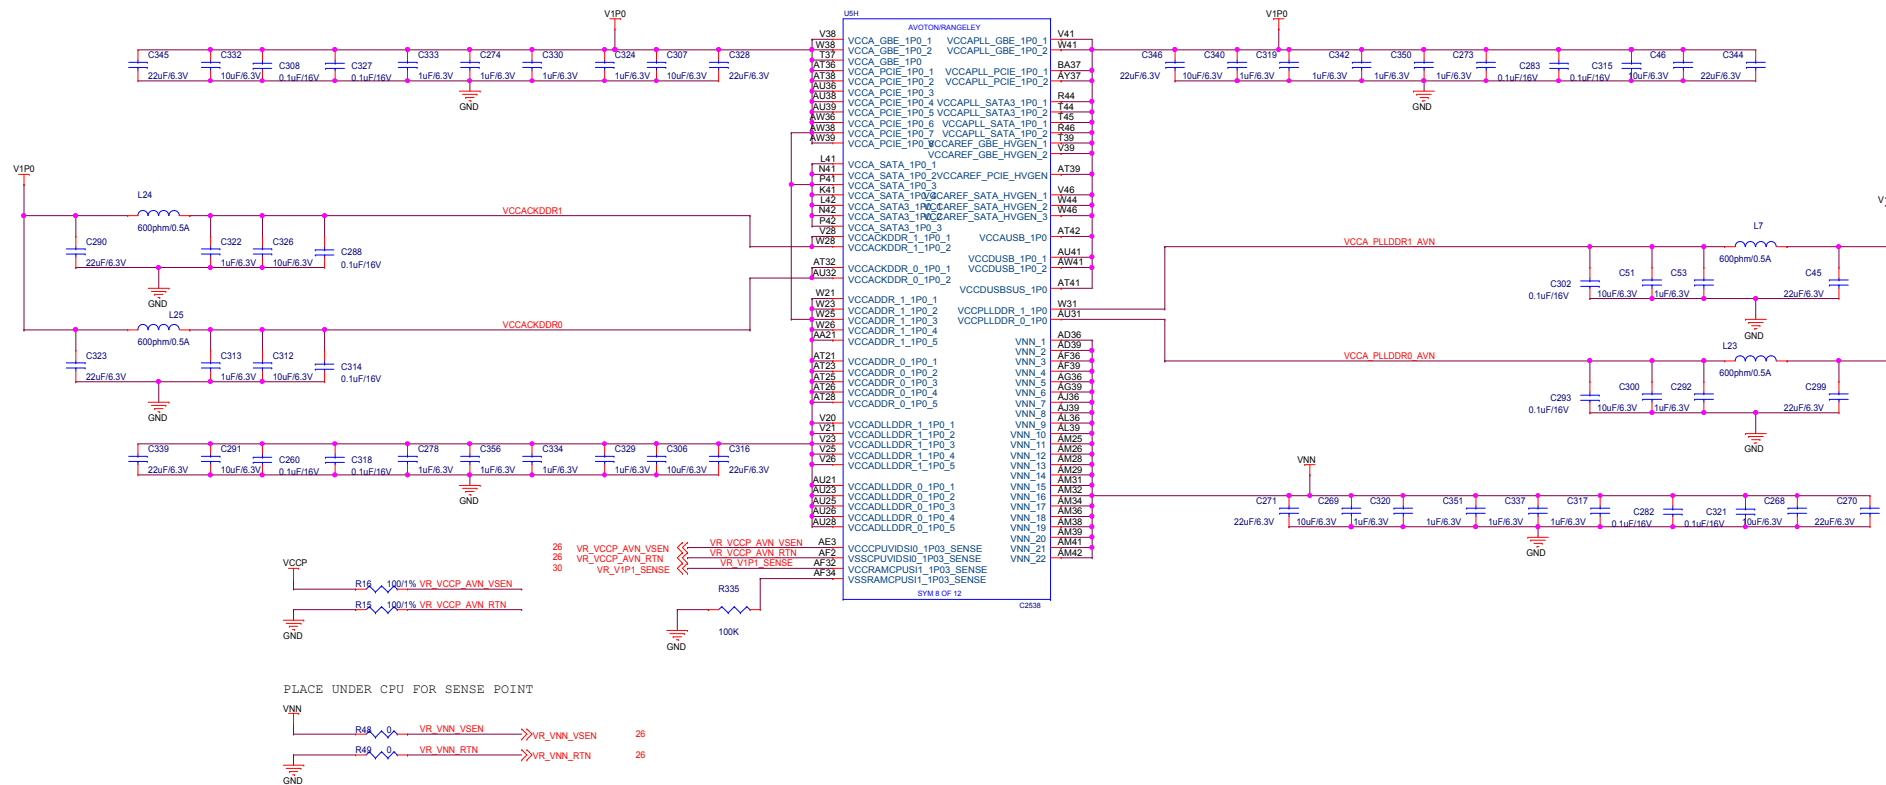 V1P0
C345
22uF/6.3V
C332
10uF/6.3V
C308
0.1uF/16V
C327
0.1uF/16V
C333
1uF/6.3V
C274
1uF/6.3V
C330
1uF/6.3V
C324
1uF/6.3V
C307
10uF/6.3V
C328
22uF/6.3V
GND
V1P0
C346
22uF/6.3V
C340
10uF/6.3V
C319
1uF/6.3V
C342
1uF/6.3V
C350
1uF/6.3V
C273
1uF/6.3V
C283
0.1uF/16V
C315
0.1uF/16V
C46
10uF/6.3V
C344
22uF/6.3V
GND
U5H
AVOTON/RANGELEY
V38 VCCA_GBE_1P0_1
W38 VCCA_GBE_1P0_2
T37 VCCA_GBE_1P0
AT36 VCCA_PCIE_1P0_1
AT38 VCCA_PCIE_1P0_2
AU36 VCCA_PCIE_1P0_3
AU38 VCCA_PCIE_1P0_4
AU39 VCCA_PCIE_1P0_5
AW36 VCCA_PCIE_1P0_6
AW38 VCCA_PCIE_1P0_7
AW39 VCCA_PCIE_1P0_8
L41 VCCA_SATA_1P0_1
N41 VCCA_SATA_1P0_2
P41 VCCA_SATA_1P0_3
K41 VCCA_SATA_1P0_4
L42 VCCA_SATA3_1P0_1
N42 VCCA_SATA3_1P0_2
P42 VCCA_SATA3_1P0_3
V28 VCCACKDDR_1_1P0_1
W28 VCCACKDDR_1_1P0_2
AT32 VCCACKDDR_0_1P0_1
AU32 VCCACKDDR_0_1P0_2
W21 VCCADDR_1_1P0_1
W23 VCCADDR_1_1P0_2
W25 VCCADDR_1_1P0_3
W26 VCCADDR_1_1P0_4
AA21 VCCADDR_1_1P0_5
AT21 VCCADDR_0_1P0_1
AT23 VCCADDR_0_1P0_2
AT25 VCCADDR_0_1P0_3
AT26 VCCADDR_0_1P0_4
AT28 VCCADDR_0_1P0_5
V20 VCCADLLDDR_1_1P0_1
V21 VCCADLLDDR_1_1P0_2
V23 VCCADLLDDR_1_1P0_3
V25 VCCADLLDDR_1_1P0_4
V26 VCCADLLDDR_1_1P0_5
AU21 VCCADLLDDR_0_1P0_1
AU23 VCCADLLDDR_0_1P0_2
AU25 VCCADLLDDR_0_1P0_3
AU26 VCCADLLDDR_0_1P0_4
AU28 VCCADLLDDR_0_1P0_5
AE3 VCCCPUVIDSI0_1P03_SENSE
AF2 VSSCPUVIDSI0_1P03_SENSE
AF32 VCCRAMCPUSI1_1P03_SENSE
AF34 VSSRAMCPUSI1_1P03_SENSE
VCCAPLL_GBE_1P0_1 V41
VCCAPLL_GBE_1P0_2 W41
VCCAPLL_PCIE_1P0_1 BA37
VCCAPLL_PCIE_1P0_2 AY37
VCCAPLL_SATA3_1P0_1 R44
VCCAPLL_SATA3_1P0_2 T44
VCCAPLL_SATA_1P0_1 T45
VCCAPLL_SATA_1P0_2 R46
VCCAREF_GBE_HVGEN_1 T39
VCCAREF_GBE_HVGEN_2 V39
VCCAREF_PCIE_HVGEN AT39
VCCAREF_SATA_HVGEN_1 V46
VCCAREF_SATA_HVGEN_2 W44
VCCAREF_SATA_HVGEN_3 W46
VCCAUSB_1P0 AT42
VCCDUSB_1P0_1 AU41
VCCDUSB_1P0_2 AW41
VCCDUSBSUS_1P0 AT41
VCCPLLDDR_1_1P0 W31
VCCPLLDDR_0_1P0 AU31
VNN_1 AD36
VNN_2 AD39
VNN_3 AF36
VNN_4 AF39
VNN_5 AG36
VNN_6 AG39
VNN_7 AJ36
VNN_8 AJ39
VNN_9 AL36
VNN_10 AL39
VNN_11 AM25
VNN_12 AM26
VNN_13 AM28
VNN_14 AM29
VNN_15 AM31
VNN_16 AM32
VNN_17 AM34
VNN_18 AM36
VNN_19 AM38
VNN_20 AM39
VNN_21 AM41
VNN_22 AM42
SYM 8 OF 12
C2538
V1P0
L24
600phm/0.5A
VCCACKDDR1
C290
22uF/6.3V
C322
1uF/6.3V
C326
10uF/6.3V
C288
0.1uF/16V
GND
L25
600phm/0.5A
VCCACKDDR0
C323
22uF/6.3V
C313
1uF/6.3V
C312
10uF/6.3V
C314
0.1uF/16V
GND
C339
22uF/6.3V
C291
10uF/6.3V
C260
0.1uF/16V
C318
0.1uF/16V
C278
1uF/6.3V
C356
1uF/6.3V
C334
1uF/6.3V
C329
1uF/6.3V
C306
10uF/6.3V
C316
22uF/6.3V
GND
VCCA_PLLDDR1_AVN
L7
600phm/0.5A
C302
0.1uF/16V
C51
10uF/6.3V
C53
1uF/6.3V
C45
22uF/6.3V
GND
VCCA_PLLDDR0_AVN
L23
600phm/0.5A
C293
0.1uF/16V
C300
10uF/6.3V
C292
1uF/6.3V
C299
22uF/6.3V
GND
VNN
C271
22uF/6.3V
C269
10uF/6.3V
C320
1uF/6.3V
C351
1uF/6.3V
C337
1uF/6.3V
C317
1uF/6.3V
C282
0.1uF/16V
C321
0.1uF/16V
C268
10uF/6.3V
C270
22uF/6.3V
GND
26 VR_VCCP_AVN_VSEN VR_VCCP_AVN_VSEN
26 VR_VCCP_AVN_RTN VR_VCCP_AVN_RTN
30 VR_V1P1_SENSE VR_V1P1_SENSE
VCCP
R16 100/1% VR_VCCP_AVN_VSEN
R15 100/1% VR_VCCP_AVN_RTN
GND
R335
100K
GND
PLACE UNDER CPU FOR SENSE POINT
VNN
R48 0 VR_VNN_VSEN VR_VNN_VSEN 26
R49 0 VR_VNN_RTN VR_VNN_RTN 26
GND